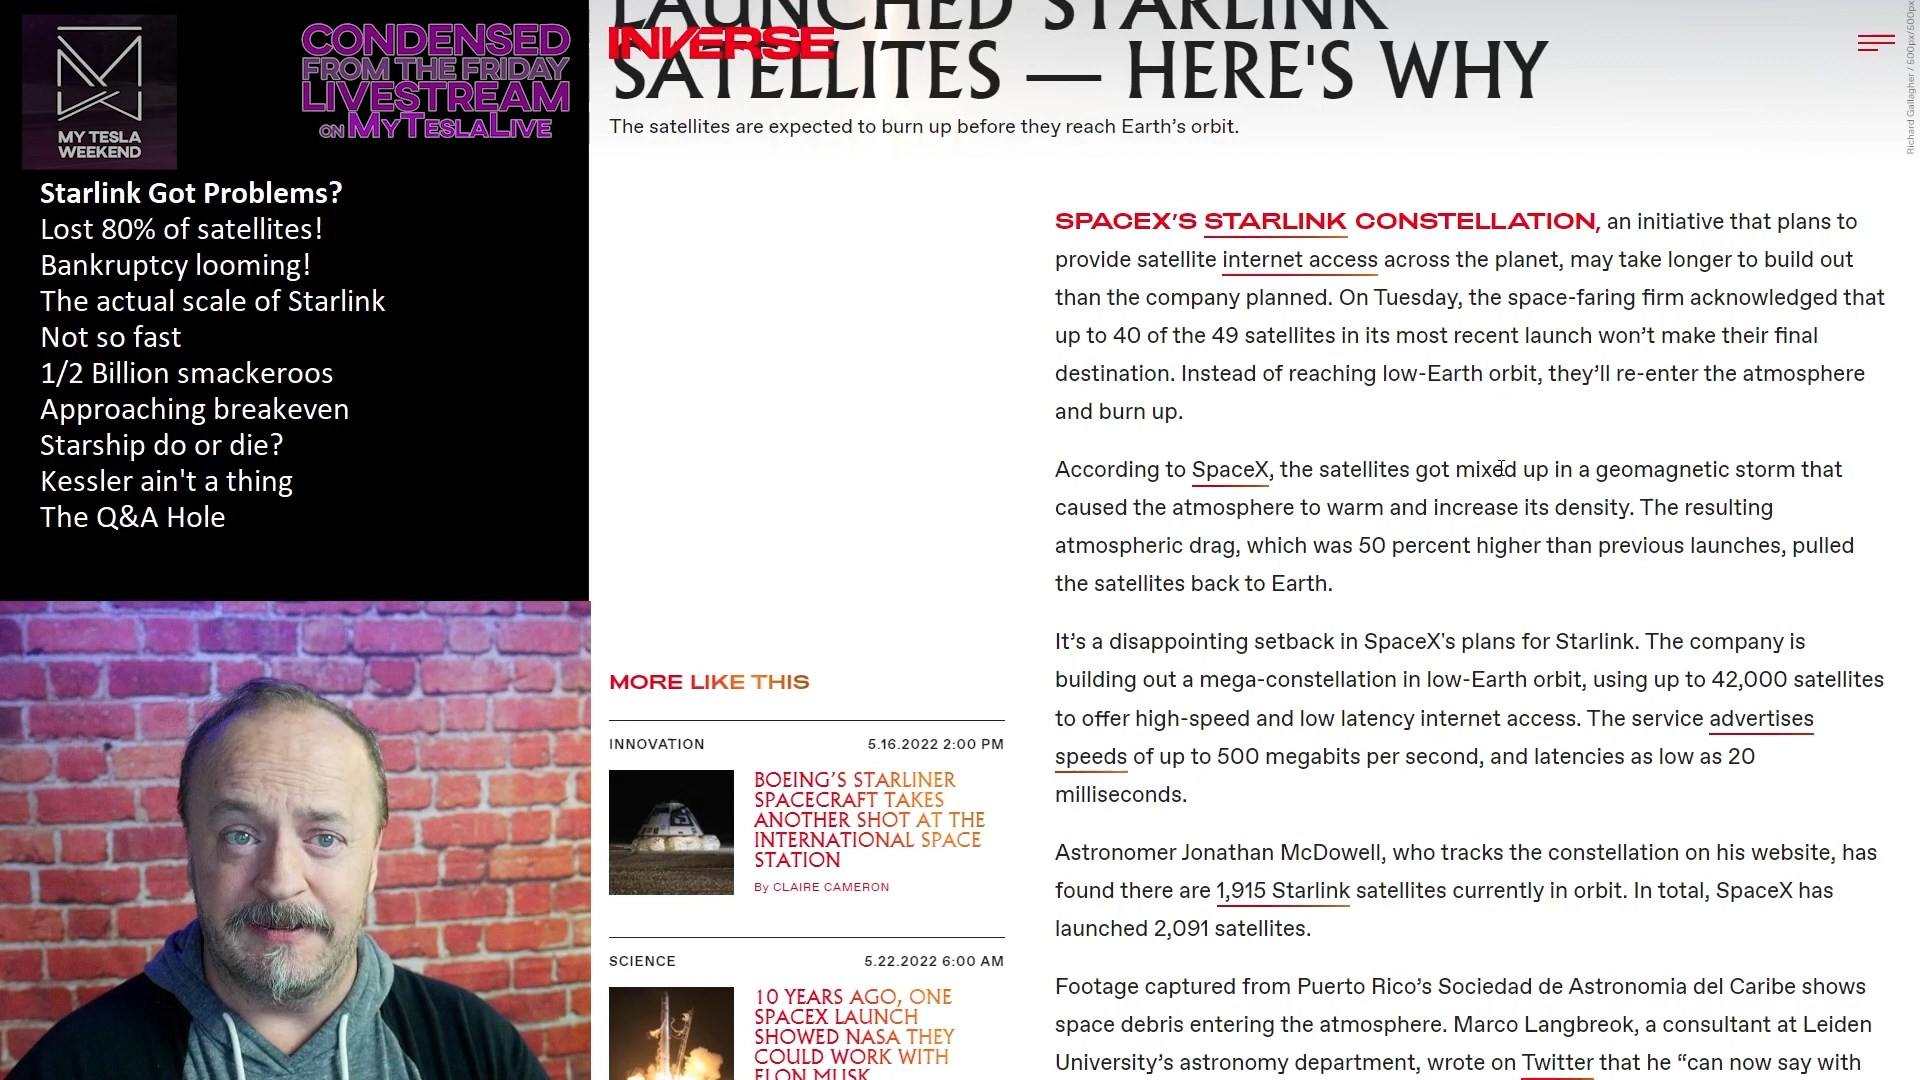 MY TESLA
WEEKEND
CONDENSED
FROM THE FRIDAY
LIVESTREAM
ON MYTESLALIVE
Starlink Got Problems?
Lost 80% of satellites!
Bankruptcy looming!
The actual scale of Starlink
Not so fast
1/2 Billion smackeroos
Approaching breakeven
Starship do or die?
Kessler ain't a thing
The Q&A Hole
LAUNCHED STARLINK
INVERSE
SATELLITES — HERE'S WHY
The satellites are expected to burn up before they reach Earth’s orbit.
Richard Gallagher / 500px/500px
SPACEX’S STARLINK CONSTELLATION, an initiative that plans to
provide satellite internet access across the planet, may take longer to build out
than the company planned. On Tuesday, the space-faring firm acknowledged that
up to 40 of the 49 satellites in its most recent launch won’t make their final
destination. Instead of reaching low-Earth orbit, they’ll re-enter the atmosphere
and burn up.
According to SpaceX, the satellites got mixed up in a geomagnetic storm that
caused the atmosphere to warm and increase its density. The resulting
atmospheric drag, which was 50 percent higher than previous launches, pulled
the satellites back to Earth.
It’s a disappointing setback in SpaceX's plans for Starlink. The company is
building out a mega-constellation in low-Earth orbit, using up to 42,000 satellites
to offer high-speed and low latency internet access. The service advertises
speeds of up to 500 megabits per second, and latencies as low as 20
milliseconds.
Astronomer Jonathan McDowell, who tracks the constellation on his website, has
found there are 1,915 Starlink satellites currently in orbit. In total, SpaceX has
launched 2,091 satellites.
Footage captured from Puerto Rico’s Sociedad de Astronomia del Caribe shows
space debris entering the atmosphere. Marco Langbroek, a consultant at Leiden
University’s astronomy department, wrote on Twitter that he “can now say with
MORE LIKE THIS
INNOVATION 5.16.2022 2:00 PM
BOEING’S STARLINER
SPACECRAFT TAKES
ANOTHER SHOT AT THE
INTERNATIONAL SPACE
STATION
By CLAIRE CAMERON
SCIENCE 5.22.2022 6:00 AM
10 YEARS AGO, ONE
SPACEX LAUNCH
SHOWED NASA THEY
COULD WORK WITH
ELON MUSK